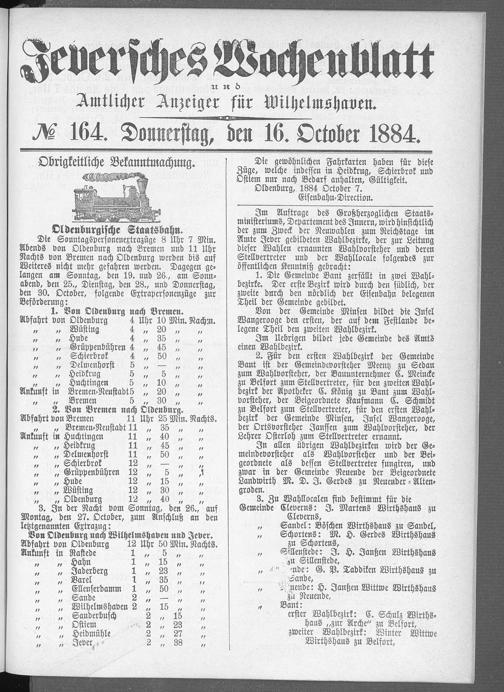 Jeversches Wochenblatt
und
Amtlicher Anzeiger für Wilhelmshaven.
№ 164. Donnerstag, den 16. October 1884.
Obrigkeitliche Bekanntmachung.
Oldenburgische Staatsbahn.
Die Sonntagspersonenertrazüge 8 Uhr 7 Min.
Abends von Oldenburg nach Bremen und 11 Uhr
Nachts von Bremen nach Oldenburg werden bis auf
Weiteres nicht mehr gefahren werden. Dagegen ge-
langen am Sonntag, den 19. und 26., am Sonn-
abend, den 25., Dienstag, den 28., und Donnerstag,
den 30. October, folgende Extrapersonenzüge zur
Beförderung:
1. Von Oldenburg nach Bremen.
Abfahrt von Oldenburg 4 Uhr 10 Min. Nachm.
„ „ Wüsting 4 „ 20 „ „
„ „ Hude 4 „ 35 „ „
„ „ Grüppenbühren 4 „ 45 „ „
„ „ Schierbrok 4 „ 50 „ „
„ „ Delmenhorst 5 „ — „ „
„ „ Heidkrug 5 „ 5 „ „
„ „ Huchtingen 5 „ 10 „ „
Ankunft in Bremen-Neustadt 5 „ 20 „ „
„ „ Bremen 5 „ 30 „ „
2. Von Bremen nach Oldenburg.
Abfahrt von Bremen 11 Uhr 25 Min. Nachts.
„ „ Bremen-Neustadt 11 „ 35 „ „
Ankunft in Huchtingen 11 „ 40 „ „
„ „ Heidkrug 11 „ 45 „ „
„ „ Delmenhorst 11 „ 50 „ „
„ „ Schierbrok 12 „ — „ „
„ „ Grüppenbühren 12 „ 5 „ „
„ „ Hude 12 „ 15 „ „
„ „ Wüsting 12 „ 30 „ „
„ „ Oldenburg 12 „ 40 „ „
3. In der Nacht vom Sonntag, den 26., auf
Montag, den 27. October, zum Anschluß an den
letztgenannten Extrazug:
Von Oldenburg nach Wilhelmshaven und Jever.
Abfahrt von Oldenburg 12 Uhr 50 Min. Nachts.
Ankunft in Rastede 1 „ 5 „ „
„ „ Hahn 1 „ 15 „ „
„ „ Jaderberg 1 „ 23 „ „
„ „ Varel 1 „ 35 „ „
„ „ Ellenserdamm 1 „ 50 „ „
„ „ Sande 2 „ — „ „
„ „ Wilhelmshaven 2 „ 15 „ „
„ „ Sanderbusch 2 „ 15 „
„ „ Ostiem 2 „ 23 „
„ „ Heidmühle 2 „ 27 „
„ „ Jever 2 „ 38 „
Die gewöhnlichen Fahrkarten haben für diese
Züge, welche indessen in Heidkrug, Schierbrok und
Ostiem nur nach Bedarf anhalten, Gültigkeit.
Oldenburg, 1884 October 7.
Eisenbahn-Direction.
Im Auftrage des Großherzoglichen Staats-
ministeriums, Departement des Innern, wird hinsichtlich
der zum Zweck der Neuwahlen zum Reichstage im
Amte Jever gebildeten Wahlbezirke, der zur Leitung
dieser Wahlen ernannten Wahlvorsteher und deren
Stellvertreter und der Wahllocale folgendes zur
öffentlichen Kenntniß gebracht:
1. Die Gemeinde Bant zerfällt in zwei Wahl-
bezirke. Der erste Bezirk wird durch den südlich, der
zweite durch den nördlich der Eisenbahn belegenen
Theil der Gemeinde gebildet.
Von der Gemeinde Minsen bildet die Insel
Wangerooge den ersten, der auf dem Festlande be-
legene Theil den zweiten Wahlbezirk.
Im Uebrigen bildet jede Gemeinde des Amts
einen Wahlbezirk.
2. Für den ersten Wahlbezirk der Gemeinde
Bant ist der Gemeindevorsteher Meentz zu Sedan
zum Wahlvorsteher, der Bauunternehmer C. Meincke
zu Belfort zum Stellvertreter, für den zweiten Wahl-
bezirk der Apotheker C. König zu Bant zum Wahl-
vorsteher, der Beigeordnete Kaufmann C. Schmidt
zu Belfort zum Stellvertreter, für den ersten Wahl-
bezirk der Gemeinde Minsen, Insel Wangerooge,
der Ortsvorsteher Janssen zum Wahlvorsteher, der
Lehrer Osterloh zum Stellvertreter ernannt.
In allen übrigen Wahlbezirken wird der Ge-
meindevorsteher als Wahlvorsteher und der Bei-
geordnete als dessen Stellvertreter fungiren, und
zwar in der Gemeinde Neuende der Beigeordnete
Landwirth M. D. J. Gerdes zu Neuender-Alten-
groden.
3. Zu Wahllocalen sind bestimmt für die
Gemeinde Cleverns: J. Martens Wirthshaus zu
Cleverns,
„ Sandel: Böschen Wirthshaus zu Sandel,
„ Schortens: M. H. Gerdes Wirthshaus
zu Schortens,
„ Sillenstede: J. H. Janssen Wirthshaus
zu Sillenstede,
„ nde: G. P. Tabdiken Wirthshaus zu
Sande,
„ Neuende: H. Janssen Wittwe Wirthshaus
zu Neuende,
„ Bant:
erster Wahlbezirk: C. Schulz Wirths-
haus „zur Arche“ zu Belfort,
zweiter Wahlbezirk: Winter Wittwe
Wirthshaus zu Belfort,